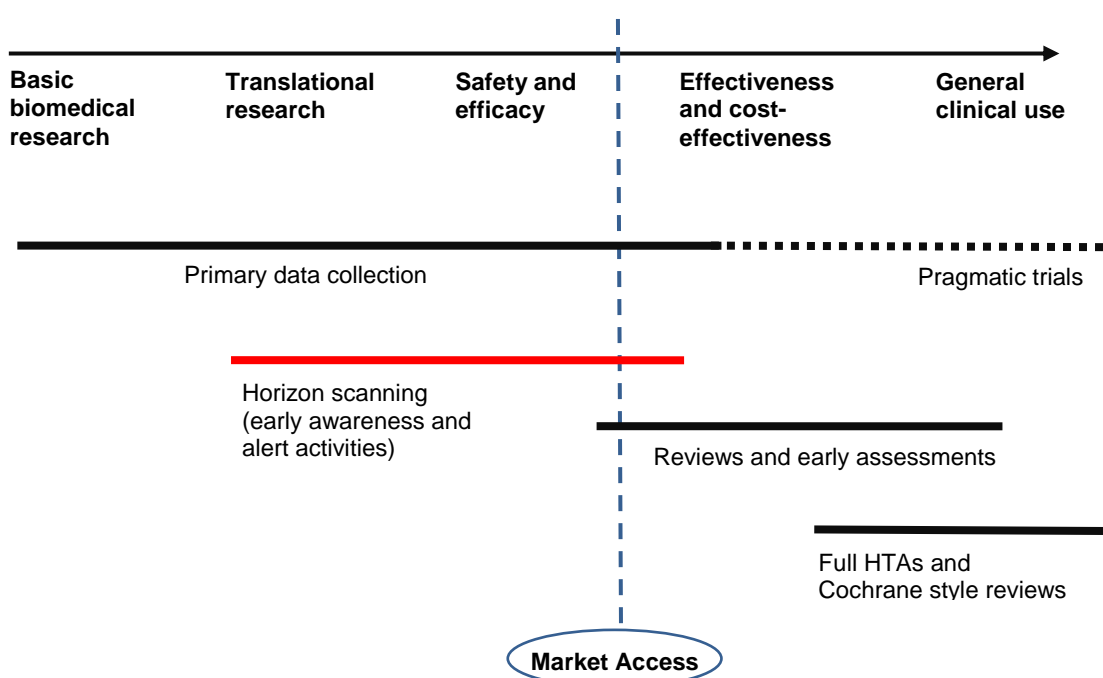 Basic
biomedical
research
Translational
research
Safety and
efficacy
Effectiveness
and cost-
effectiveness
General
clinical use
Primary data collection
Pragmatic trials
Horizon scanning
(early awareness and
alert activities)
Reviews and early assessments
Full HTAs and
Cochrane style reviews
Market Access